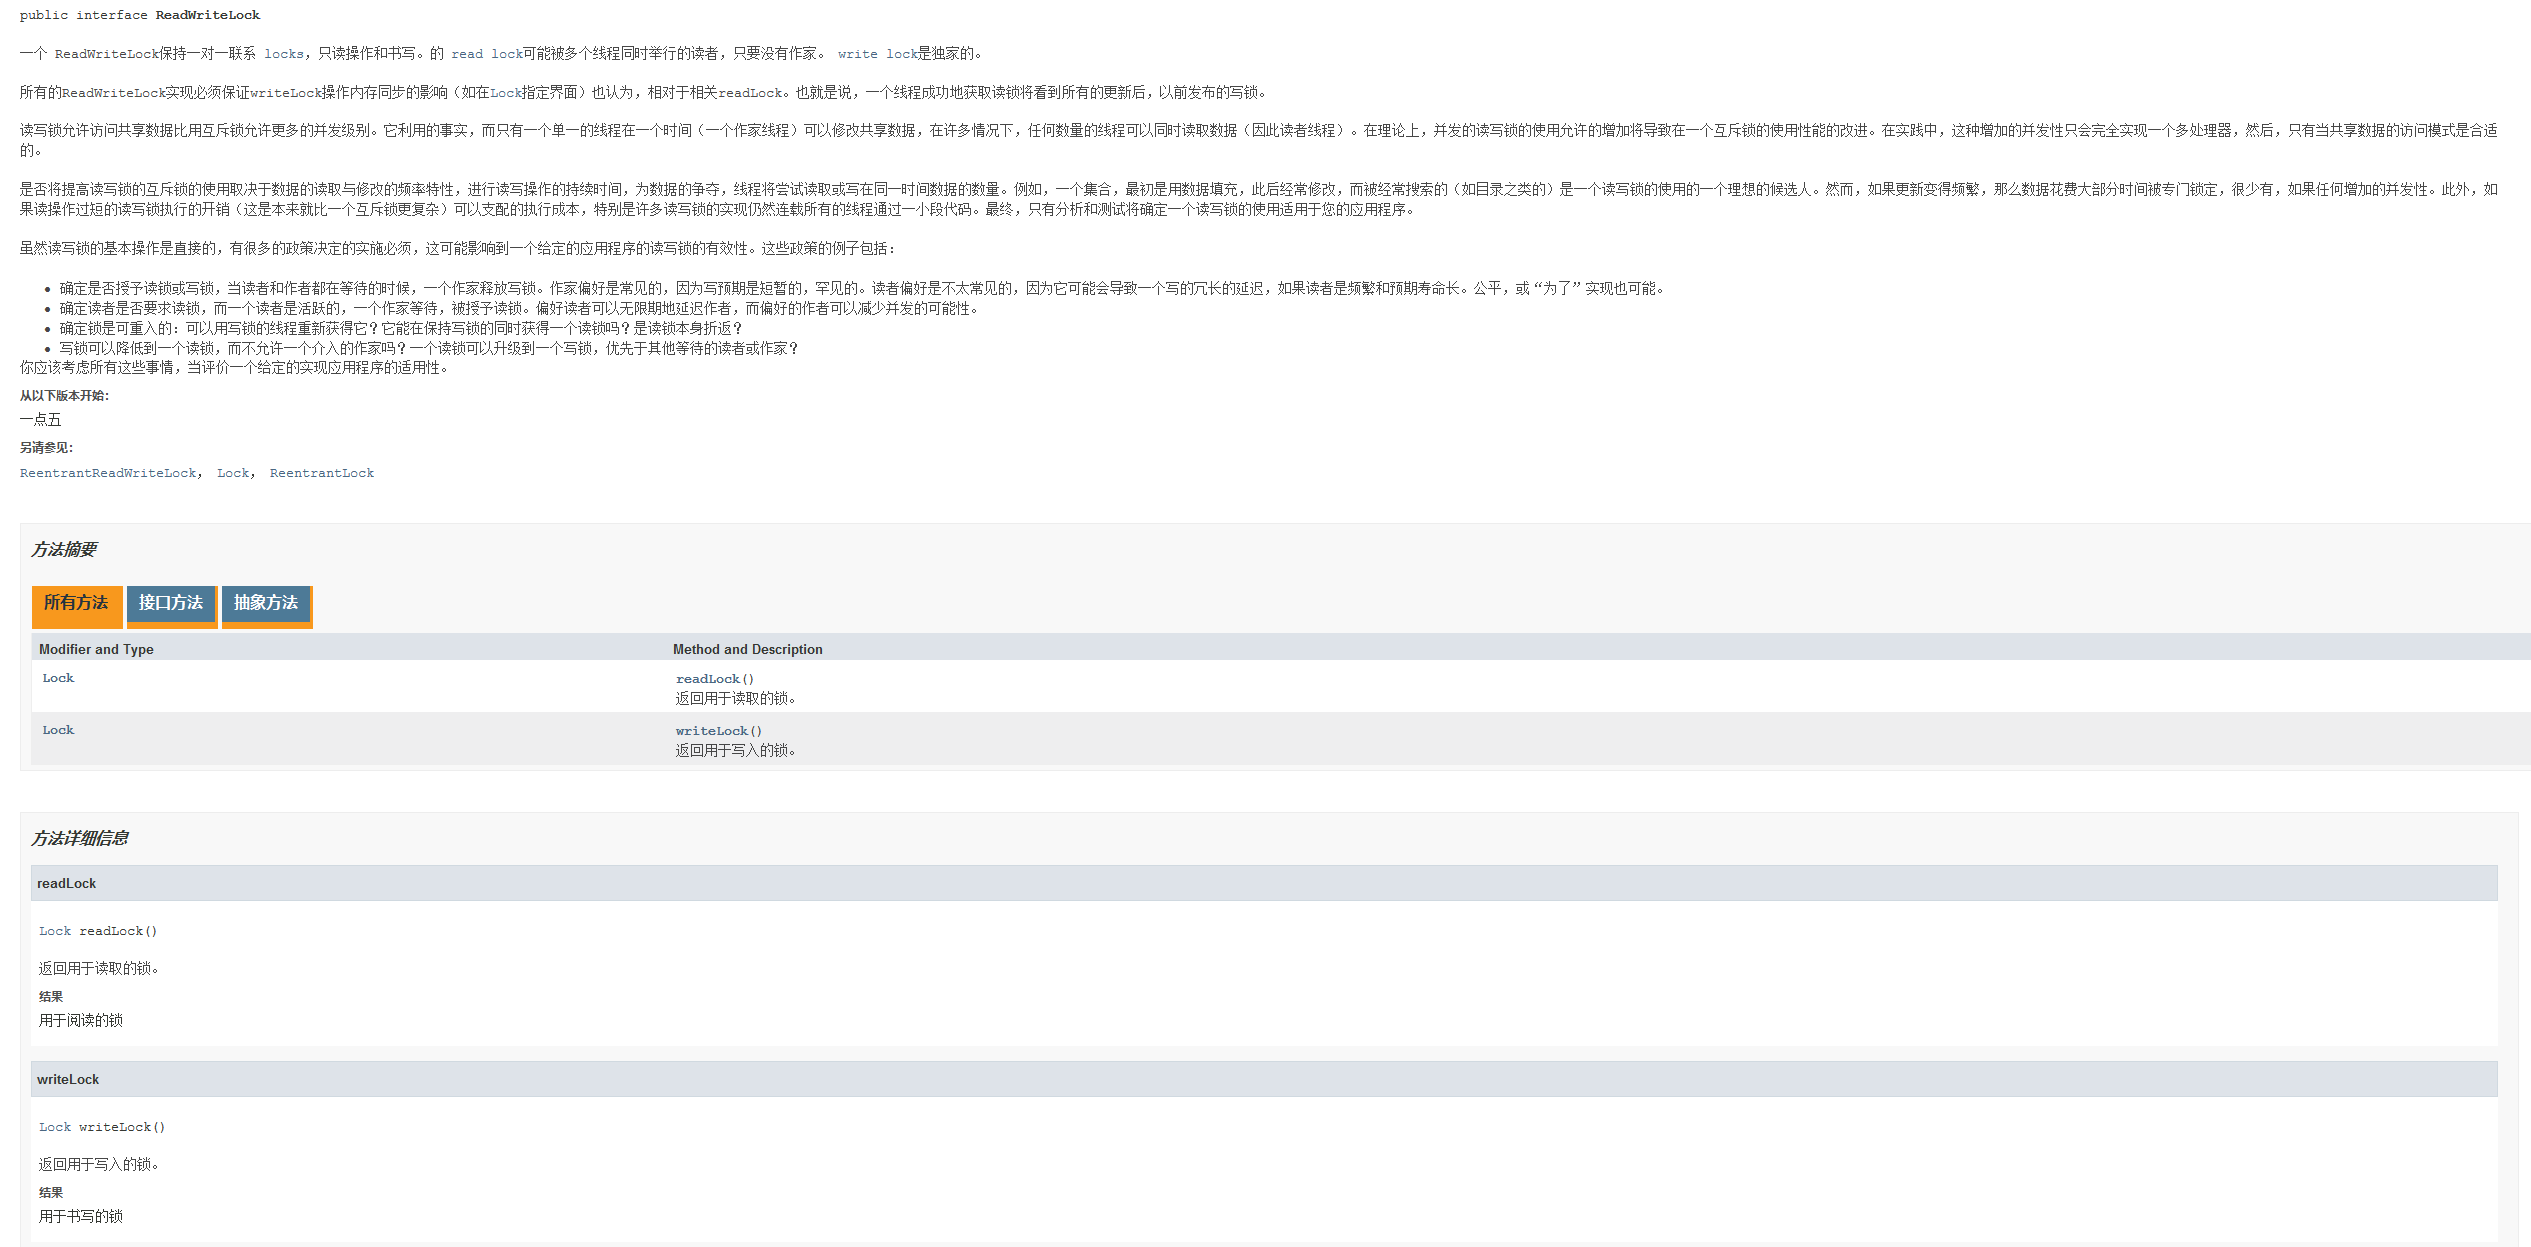 public interface ReadWriteLock
一个 ReadWriteLock保持一对一联系 locks，只读操作和书写。的 read lock可能被多个线程同时举行的读者，只要没有作家。 write lock是独家的。
所有的ReadWriteLock实现必须保证writeLock操作内存同步的影响（如在Lock指定界面）也认为，相对于相关readLock。也就是说，一个线程成功地获取读锁将看到所有的更新后，以前发布的写锁。
读写锁允许访问共享数据比用互斥锁允许更多的并发级别。它利用的事实，而只有一个单一的线程在一个时间（一个作家线程）可以修改共享数据，在许多情况下，任何数量的线程可以同时读取数据（因此读者线程）。在理论上，并发的读写锁的使用允许的增加将导致在一个互斥锁的使用性能的改进。在实践中，这种增加的并发性只会完全实现一个多处理器，然后，只有当共享数据的访问模式是合适
的。
是否将提高读写锁的互斥锁的使用取决于数据的读取与修改的频率特性，进行读写操作的持续时间，为数据的争夺，线程将尝试读取或写在同一时间数据的数量。例如，一个集合，最初是用数据填充，此后经常修改，而被经常搜索的（如目录之类的）是一个读写锁的使用的一个理想的候选人。然而，如果更新变得频繁，那么数据花费大部分时间被专门锁定，很少有，如果任何增加的并发性。此外，如
果读操作过短的读写锁执行的开销（这是本来就比一个互斥锁更复杂）可以支配的执行成本，特别是许多读写锁的实现仍然连载所有的线程通过一小段代码。最终，只有分析和测试将确定一个读写锁的使用适用于您的应用程序。
虽然读写锁的基本操作是直接的，有很多的政策决定的实施必须，这可能影响到一个给定的应用程序的读写锁的有效性。这些政策的例子包括：
• 确定是否授予读锁或写锁，当读者和作者都在等待的时候，一个作家释放写锁。作家偏好是常见的，因为写预期是短暂的，罕见的。读者偏好是不太常见的，因为它可能会导致一个写的冗长的延迟，如果读者是频繁和预期寿命长。公平，或“为了”实现也可能。
• 确定读者是否要求读锁，而一个读者是活跃的，一个作家等待，被授予读锁。偏好读者可以无限期地延迟作者，而偏好的作者可以减少并发的可能性。
• 确定锁是可重入的：可以用写锁的线程重新获得它？它能在保持写锁的同时获得一个读锁吗？是读锁本身折返？
• 写锁可以降低到一个读锁，而不允许一个介入的作家吗？一个读锁可以升级到一个写锁，优先于其他等待的读者或作家？
你应该考虑所有这些事情，当评价一个给定的实现应用程序的适用性。
从以下版本开始：
一点五
另请参见：
ReentrantReadWriteLock， Lock， ReentrantLock
方法摘要
所有方法 接口方法 抽象方法
Modifier and Type Method and Description
Lock readLock()
返回用于读取的锁。
Lock writeLock()
返回用于写入的锁。
方法详细信息
readLock
Lock readLock()
返回用于读取的锁。
结果
用于阅读的锁
writeLock
Lock writeLock()
返回用于写入的锁。
结果
用于书写的锁